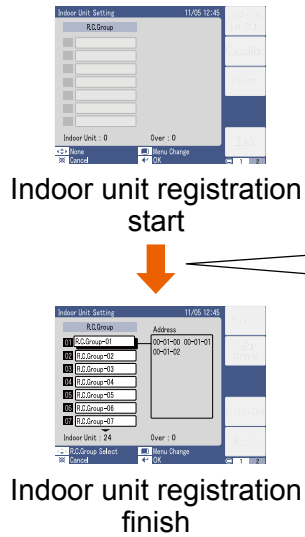 Indoor Unit Setting 11/05 12:45
R.C.Group
Indoor Unit : 0 Over : 0
None Menu Change
Cancel OK 1 2
Indoor unit registration
start
Indoor Unit Setting 11/05 12:45
R.C.Group Address
01 R.C.Group-01 00-01-00 00-01-01
02 R.C.Group-02 00-01-02
03 R.C.Group-03
04 R.C.Group-04
05 R.C.Group-05
06 R.C.Group-06
07 R.C.Group-07
Indoor Unit : 24 Over : 0
R.C.Group Select Menu Change
Cancel OK 1 2
Indoor unit registration
finish